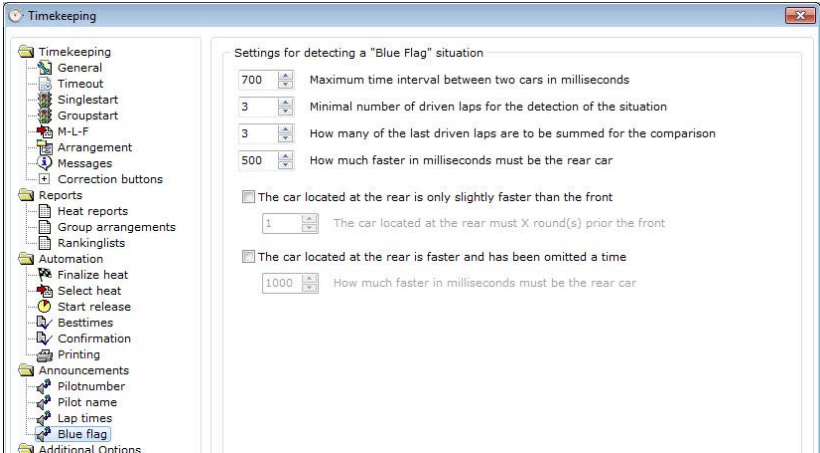 Timekeeping
Timekeeping
General
Timeout
Singlestart
Groupstart
M-L-F
Arrangement
Messages
Correction buttons
Reports
Heat reports
Group arrangements
Rankinglists
Automation
Finalize heat
Select heat
Start release
Besttimes
Confirmation
Printing
Announcements
Pilotnumber
Pilot name
Lap times
Blue flag
Additional Options
Settings for detecting a "Blue Flag" situation
700 Maximum time interval between two cars in milliseconds
3 Minimal number of driven laps for the detection of the situation
3 How many of the last driven laps are to be summed for the comparison
500 How much faster in milliseconds must be the rear car
The car located at the rear is only slightly faster than the front
1 The car located at the rear must X round(s) prior the front
The car located at the rear is faster and has been omitted a time
1000 How much faster in milliseconds must be the rear car